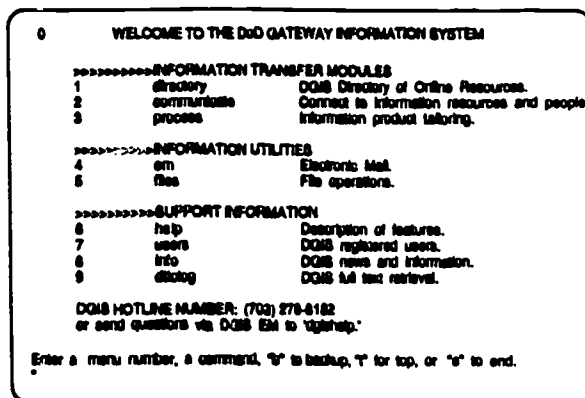 0 WELCOME TO THE DoD GATEWAY INFORMATION SYSTEM
>>>>>>>>>>INFORMATION TRANSFER MODULES
1 directory DGIS Directory of Online Resources.
2 communicate Connect to information resources and people
3 process Information product tailoring.
>>>>>>>>>>INFORMATION UTILITIES
4 em Electronic Mail.
5 files File operations.
>>>>>>>>>>SUPPORT INFORMATION
6 help Description of features.
7 users DGIS registered users.
8 info DGIS news and information.
9 DGIS full text retrieval.
DGIS HOTLINE NUMBER: (703) 276-8182
or send questions via DGIS EM to 'dgishelp.'
Enter a menu number, a command, "b" to backup, "t" for top, or "e" to end.
*